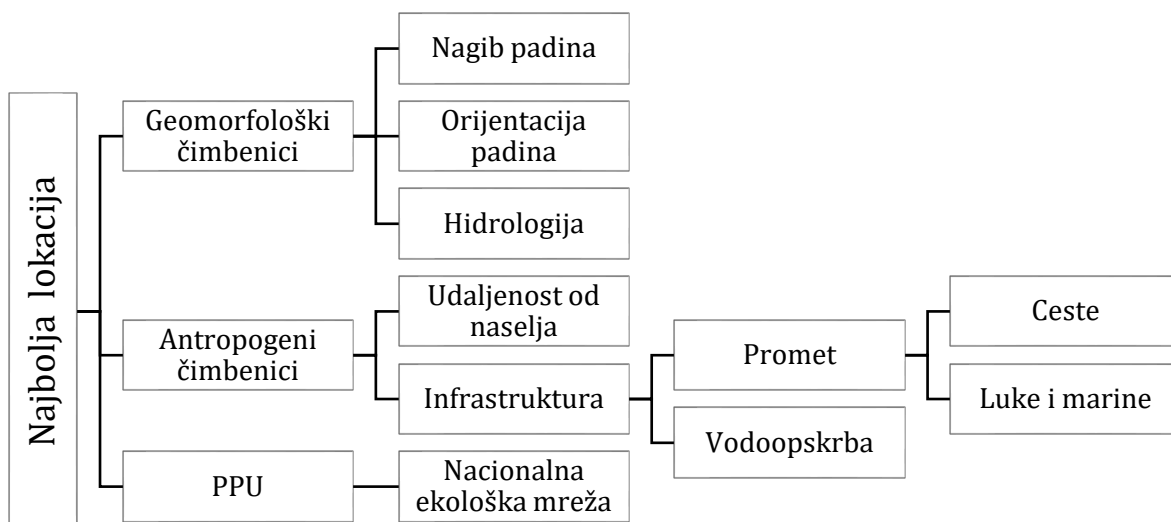 Najbolja lokacija
Geomorfološki
čimbenici
Nagib padina
Orijentacija
padina
Hidrologija
Antropogeni
čimbenici
Udaljenost od
naselja
Infrastruktura
Promet
Ceste
Luke i marine
Vodoopskrba
PPU
Nacionalna
ekološka mreža